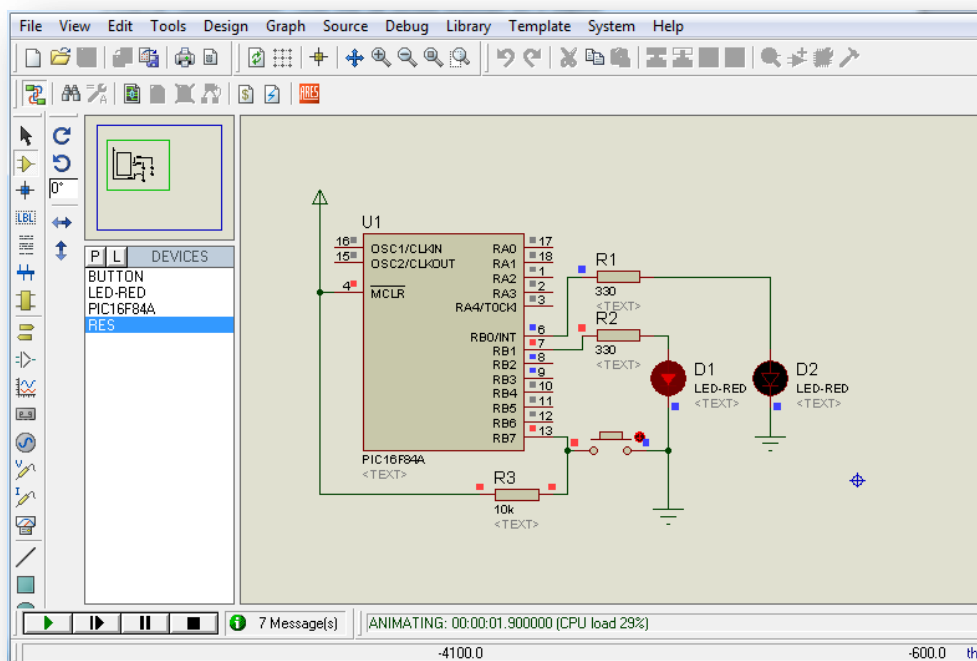 File View Edit Tools Design Graph Source Debug Library Template System Help
LBL
0°
P L DEVICES
BUTTON
LED-RED
PIC16F84A
RES
ARES
U1
16 OSC1/CLKIN
15 OSC2/CLKOUT
4 MCLR
RA0 17
RA1 18
RA2 1
RA3 2
RA4/T0CKI 3
RB0/INT 6
RB1 7
RB2 8
RB3 9
RB4 10
RB5 11
RB6 12
RB7 13
PIC16F84A
<TEXT>
R1
330
<TEXT>
R2
330
<TEXT>
D1
LED-RED
<TEXT>
D2
LED-RED
<TEXT>
R3
10k
<TEXT>
7 Message(s)
ANIMATING: 00:00:01.900000 (CPU load 29%)
-4100.0
-600.0 th